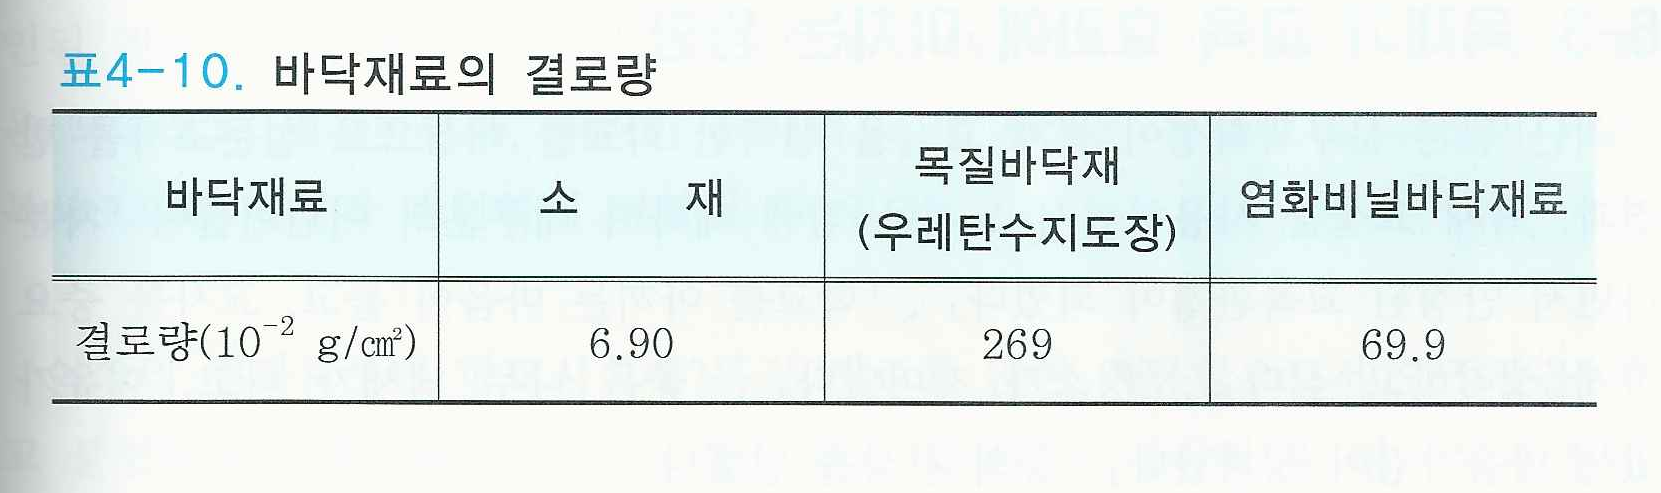 표4-10. 바닥재료의 결로량
바닥재료 소 재 목질바닥재 염화비닐바닥재료
(우레탄수지도장)
결로량(10⁻² g/㎠) 6.90 269 69.9